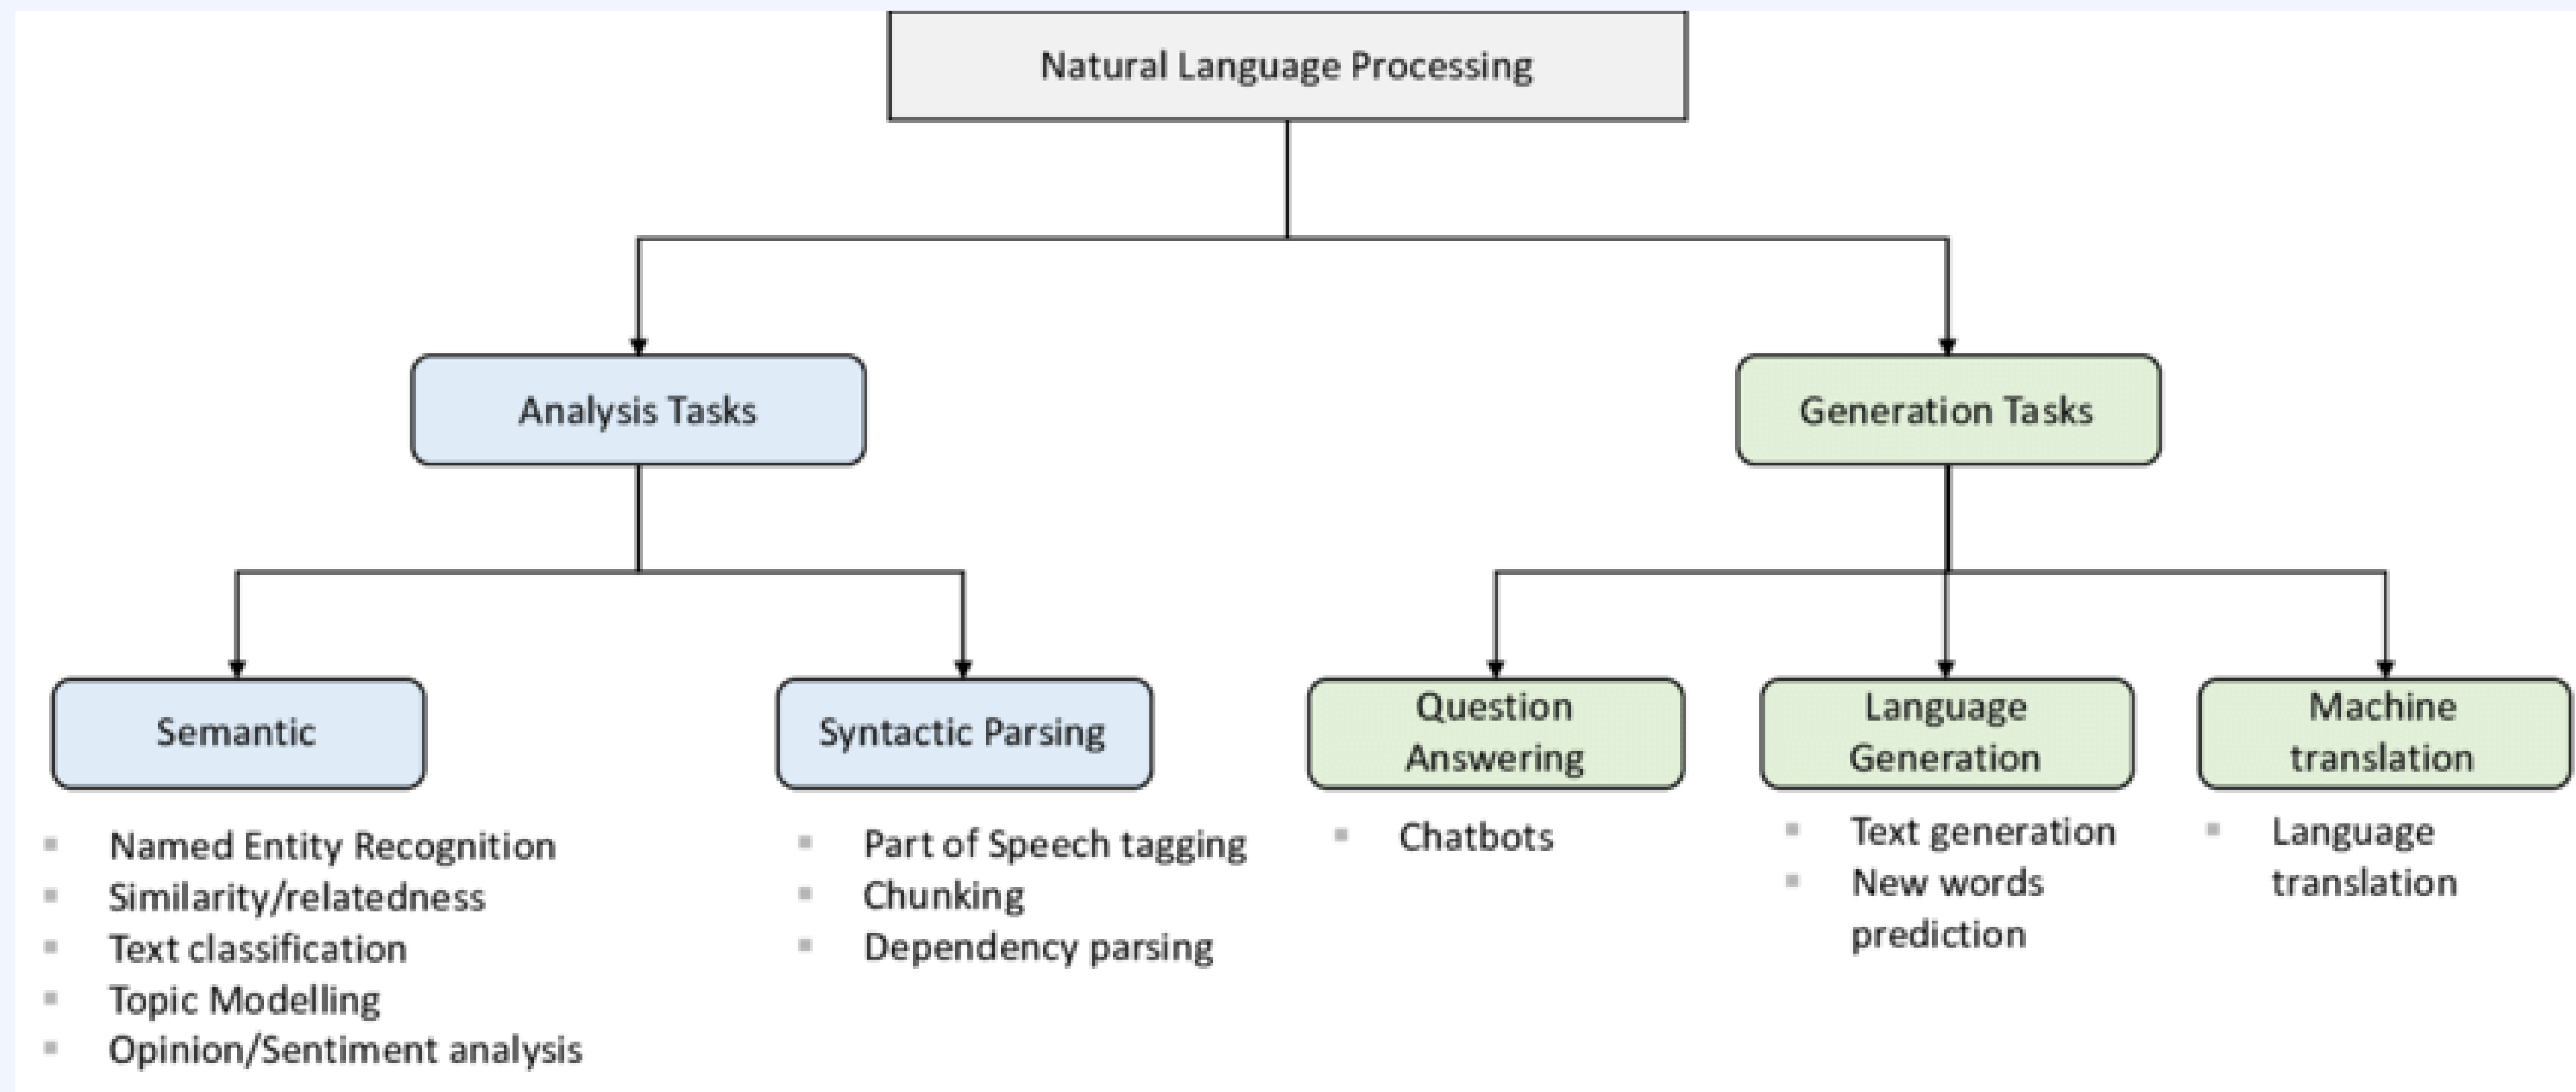 Natural Language Processing
Analysis Tasks
Generation Tasks
Semantic
Syntactic Parsing
Question
Answering
Language
Generation
Machine
translation
Named Entity Recognition
Similarity/relatedness
Text classification
Topic Modelling
Opinion/Sentiment analysis
Part of Speech tagging
Chunking
Dependency parsing
Chatbots
Text generation
New words
prediction
Language
translation